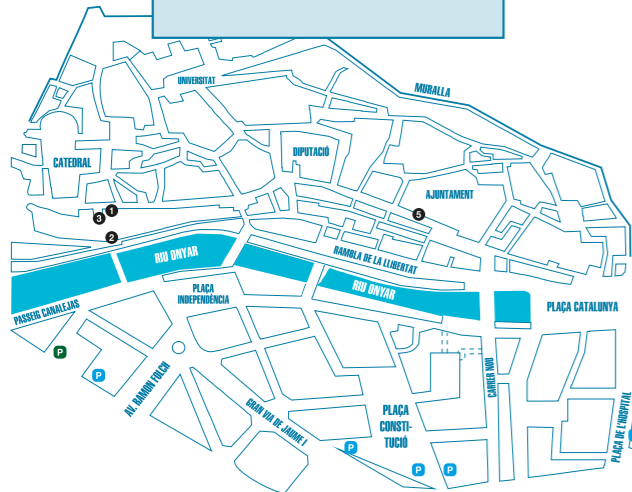 MURALLA
UNIVERSITAT
DIPUTACIÓ
CATEDRAL
AJUNTAMENT
1
3
5
2
RAMBLA DE LA LLIBERTAT
RIU ONYAR
RIU ONYAR
PLAÇA
INDEPENDÈNCIA
PASSEIG CANALEJAS
PLAÇA CATALUNYA
P
P
AV. RAMON FOLCH
GRAN VIA DE JAUME I
CARRER NOU
PLAÇA
CONSTI-
TUCIÓ
PLAÇA DE L'HOSPITAL
P
P
P